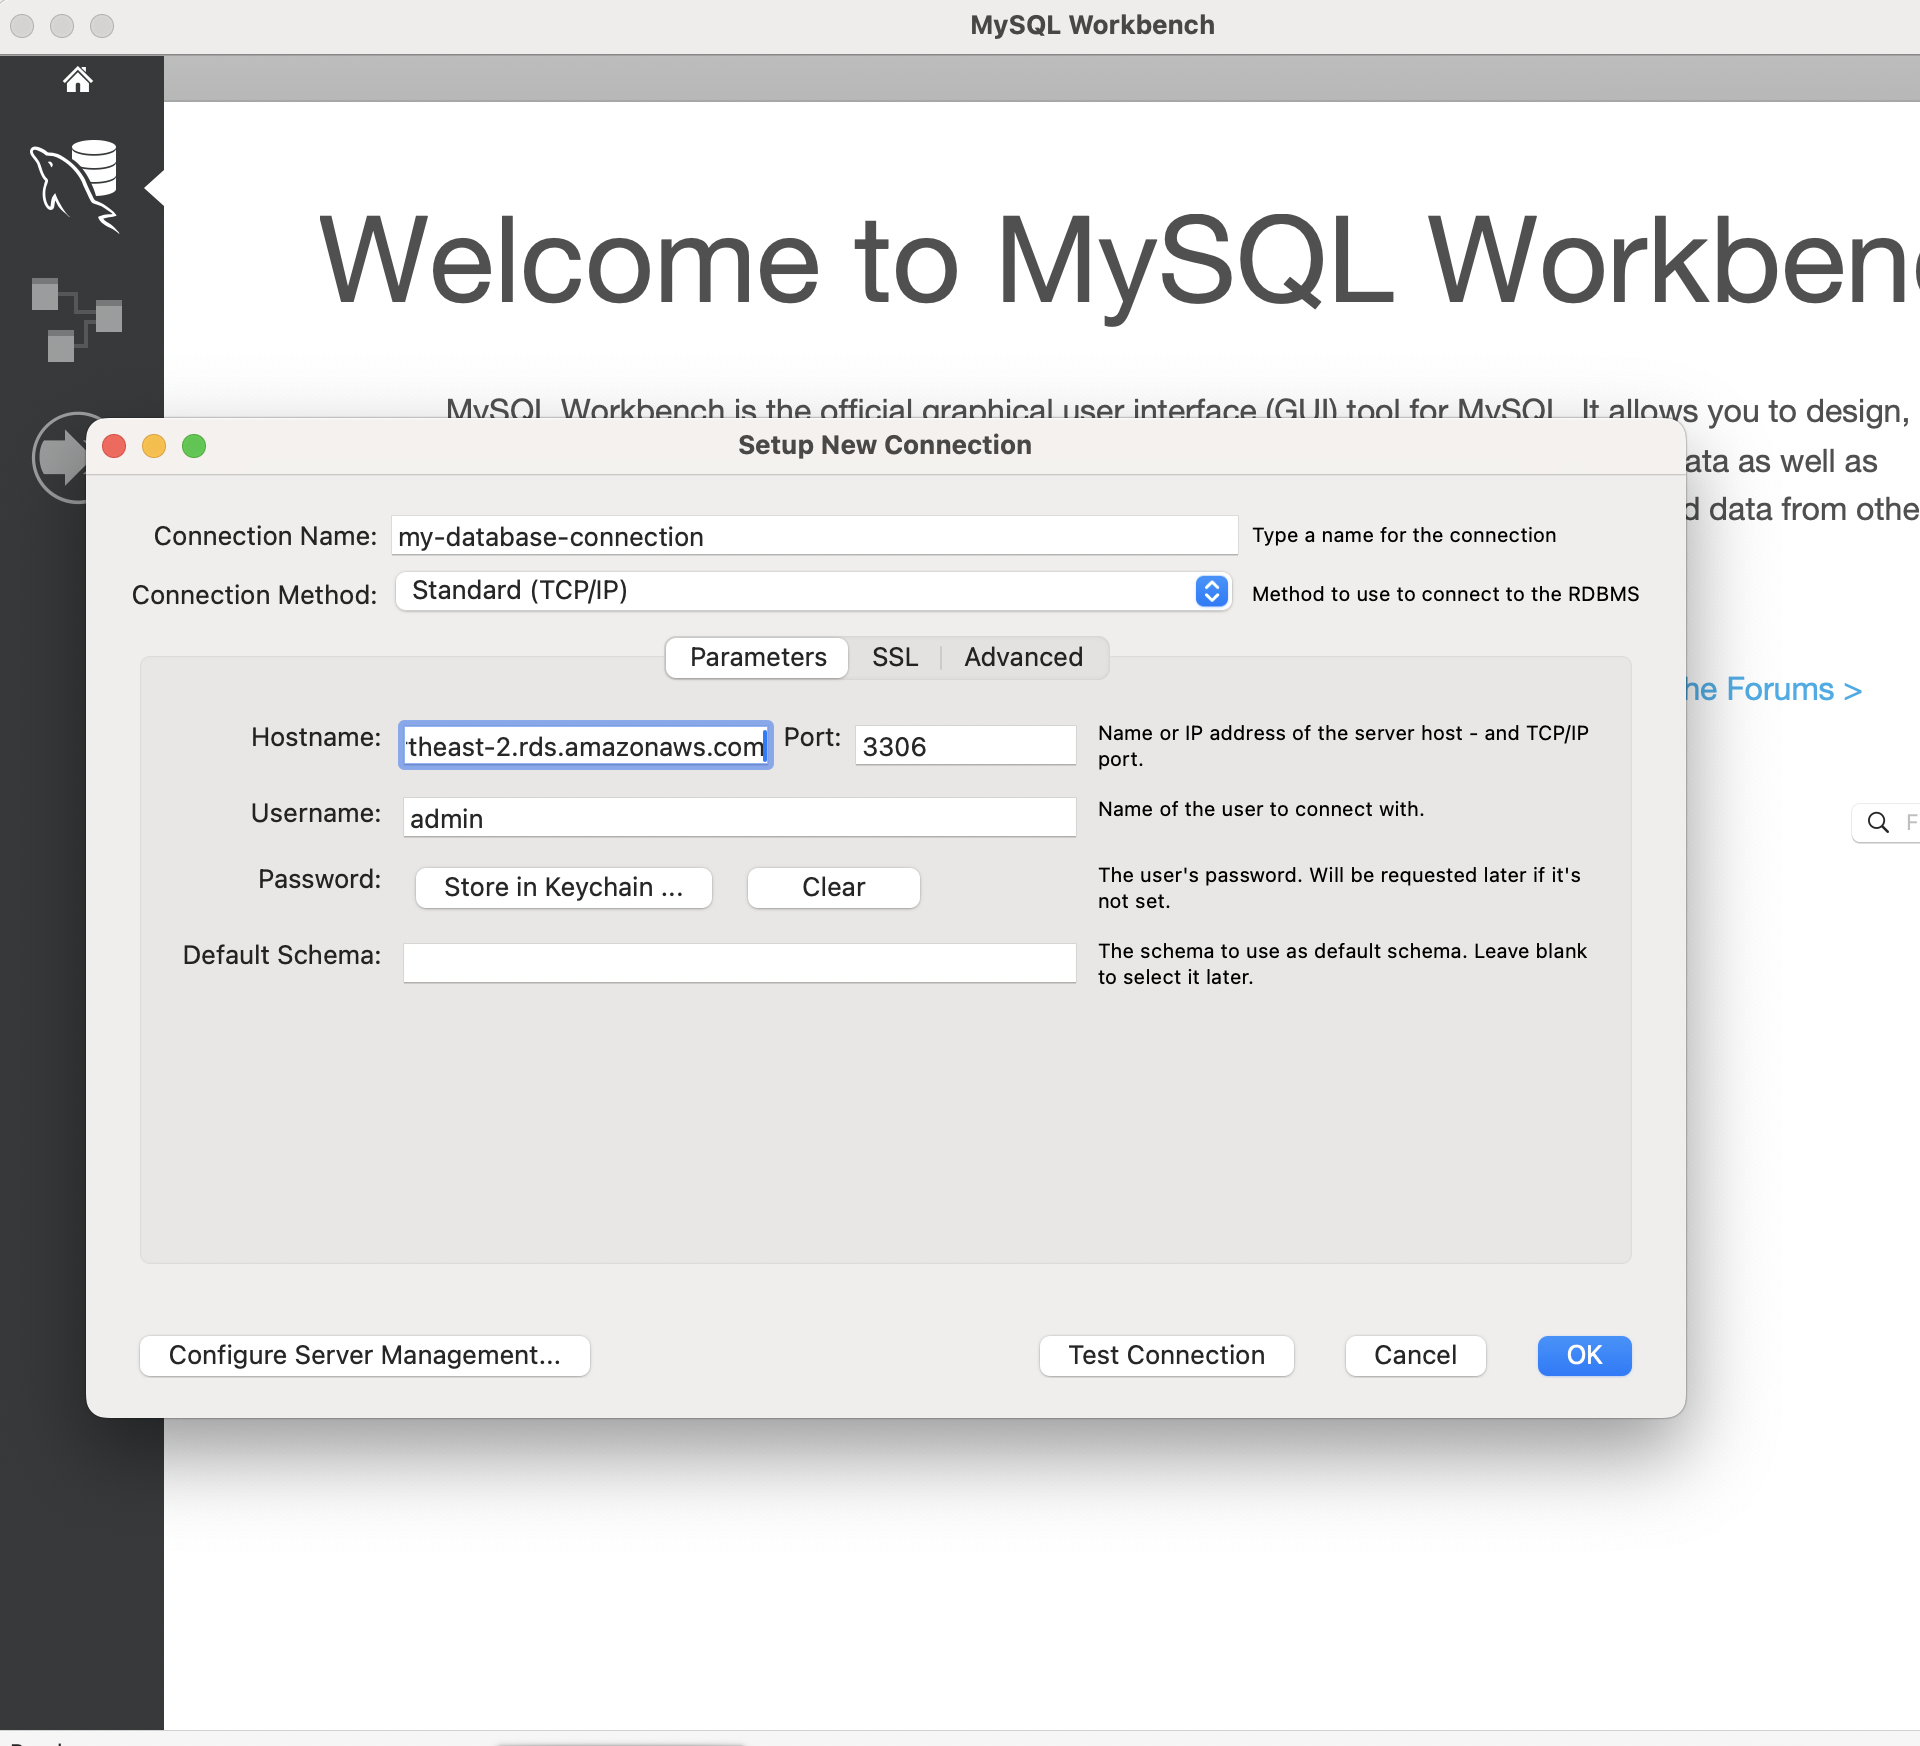 MySQL Workbench
Welcome to MySQL Workben
MySQL Workbench is the official graphical user interface (GUI) tool for MySQL. It allows you to design,
ata as well as
d data from othe
he Forums >
Setup New Connection
Connection Name: my-database-connection Type a name for the connection
Connection Method: Standard (TCP/IP) Method to use to connect to the RDBMS
Parameters SSL Advanced
Hostname: theast-2.rds.amazonaws.com Port: 3306 Name or IP address of the server host - and TCP/IP
port.
Username: admin Name of the user to connect with.
Password: Store in Keychain ... Clear The user's password. Will be requested later if it's
not set.
Default Schema: The schema to use as default schema. Leave blank
to select it later.
Configure Server Management... Test Connection Cancel OK